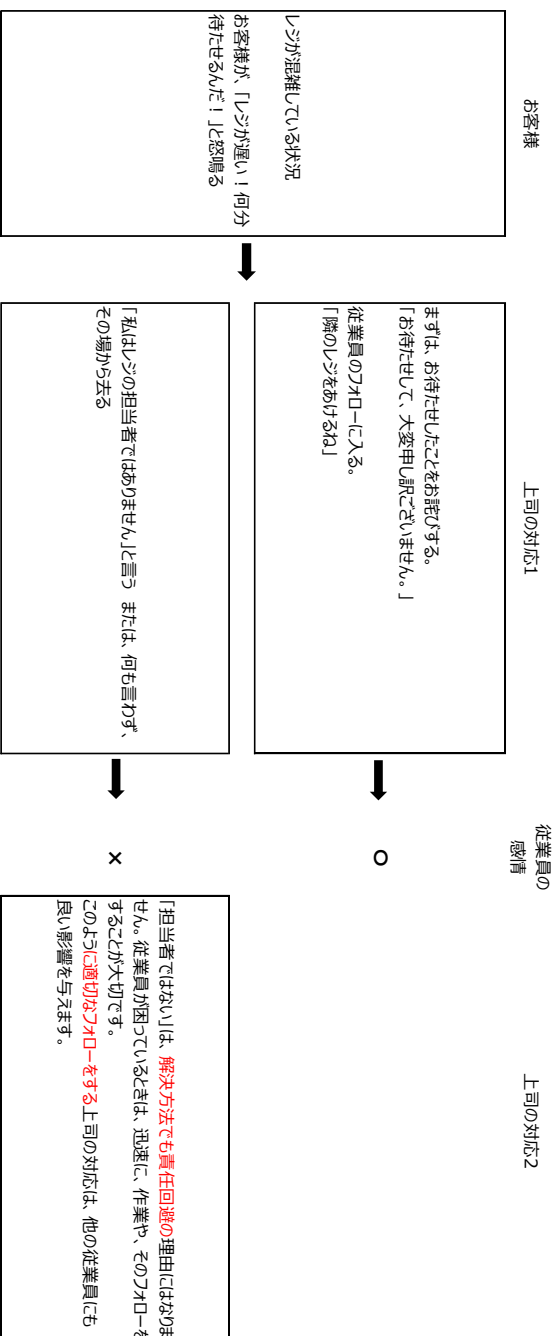 お客様
上司の対応1
従業員の
感情
上司の対応2
レジが混雑している状況
お客様が、「レジが遅い！何分
待たせるんだ！」と怒鳴る
まずは、お待たせしたことをお詫びする。
「お待たせして、大変申し訳ございません。」
従業員のフォローに入る。
「隣のレジをあけるね」
○
「私はレジの担当者ではありません」と言う または、何も言わず、
その場から去る
×
「担当者ではない」は、解決方法でも責任回避の理由にはなりま
せん。従業員が困っているときは、迅速に、作業や、そのフォローを
することが大切です。
このように適切なフォローをする上司の対応は、他の従業員にも
良い影響を与えます。